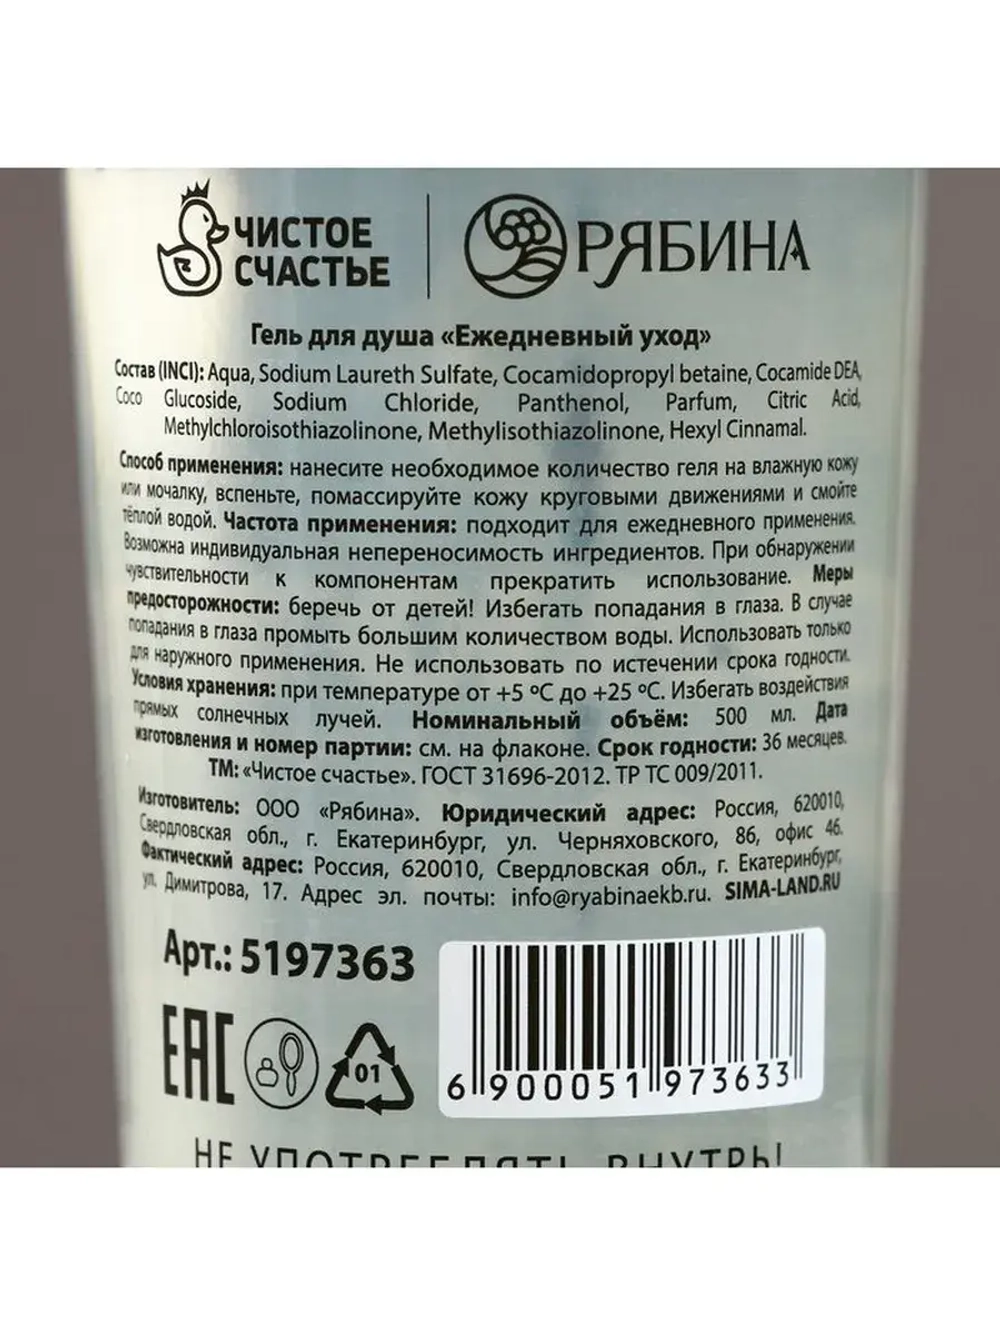 ЧИСТОЕ
СЧАСТЬЕ
РЯБИНА
Гель для душа «Ежедневный уход»
Состав (INCI): Aqua, Sodium Laureth Sulfate, Cocamidopropyl betaine, Cocamide DEA,
Coco Glucoside, Sodium Chloride, Panthenol, Parfum, Citric Acid,
Methylchloroisothiazolinone, Methylisothiazolinone, Hexyl Cinnamal.
Способ применения: нанесите необходимое количество геля на влажную кожу
или мочалку, вспеньте, помассируйте кожу круговыми движениями и смойте
тёплой водой. Частота применения: подходит для ежедневного применения.
Возможна индивидуальная непереносимость ингредиентов. При обнаружении
чувствительности к компонентам прекратить использование. Меры
предосторожности: беречь от детей! Избегать попадания в глаза. В случае
попадания в глаза промыть большим количеством воды. Использовать только
для наружного применения. Не использовать по истечении срока годности.
Условия хранения: при температуре от +5 ºC до +25 ºC. Избегать воздействия
прямых солнечных лучей. Номинальный объём: 500 мл. Дата
изготовления и номер партии: см. на флаконе. Срок годности: 36 месяцев.
ТМ: «Чистое счастье». ГОСТ 31696-2012. ТР ТС 009/2011.
Изготовитель: ООО «Рябина». Юридический адрес: Россия, 620010,
Свердловская обл., г. Екатеринбург, ул. Черняховского, 86, офис 46.
Фактический адрес: Россия, 620010, Свердловская обл., г. Екатеринбург,
ул. Димитрова, 17. Адрес эл. почты: info@ryabinaekb.ru. SIMA-LAND.RU
Арт.: 5197363
EAC
01
6 900051 973633
НЕ УПОТРЕБЛЯТЬ ВНУТРЬ!